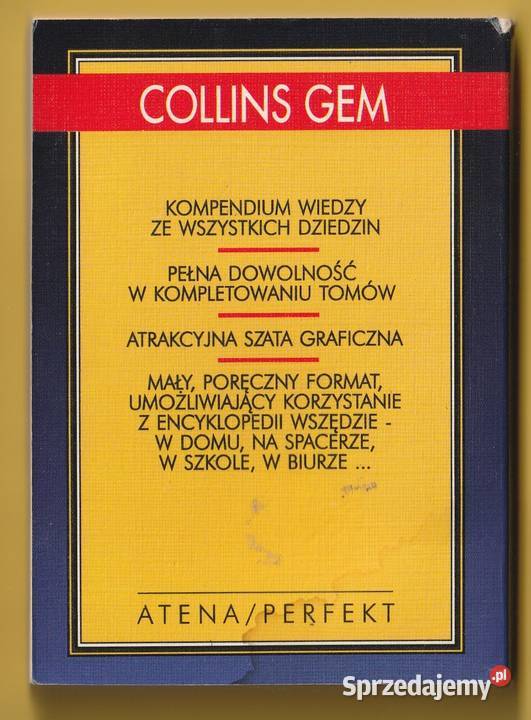 COLLINS GEM
KOMPENDIUM WIEDZY
ZE WSZYSTKICH DZIEDZIN
PEŁNA DOWOLNOŚĆ
W KOMPLETOWANIU TOMÓW
ATRAKCYJNA SZATA GRAFICZNA
MAŁY, PORĘCZNY FORMAT,
UMOŻLIWIAJĄCY KORZYSTANIE
Z ENCYKLOPEDII WSZĘDZIE -
W DOMU, NA SPACERZE,
W SZKOLE, W BIURZE ...
ATENA/PERFEKT
Sprzedajemy.pl